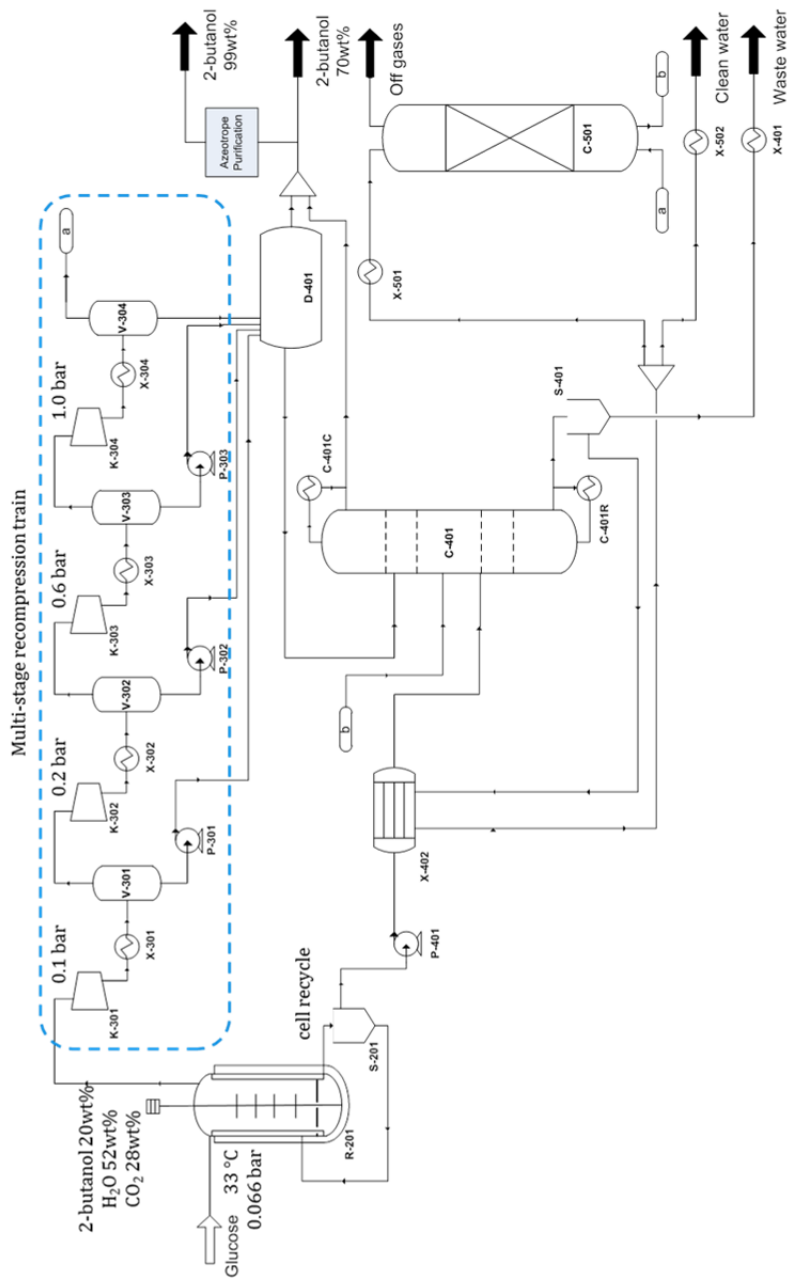 Multi-stage recompression train
0.1 bar
0.2 bar
0.6 bar
1.0 bar
K-301
X-301
V-301
P-301
K-302
X-302
V-302
P-302
K-303
X-303
V-303
P-303
K-304
X-304
V-304
a
2-butanol 20wt%
H₂O 52wt%
CO₂ 28wt%
Glucose
33 °C
0.066 bar
R-201
cell recycle
S-201
P-401
X-402
b
C-401
C-401C
C-401R
S-401
D-401
Azeotrope
Purification
2-butanol
99wt%
2-butanol
70wt%
Off gases
X-501
C-501
a
b
X-502
Clean water
X-401
Waste water